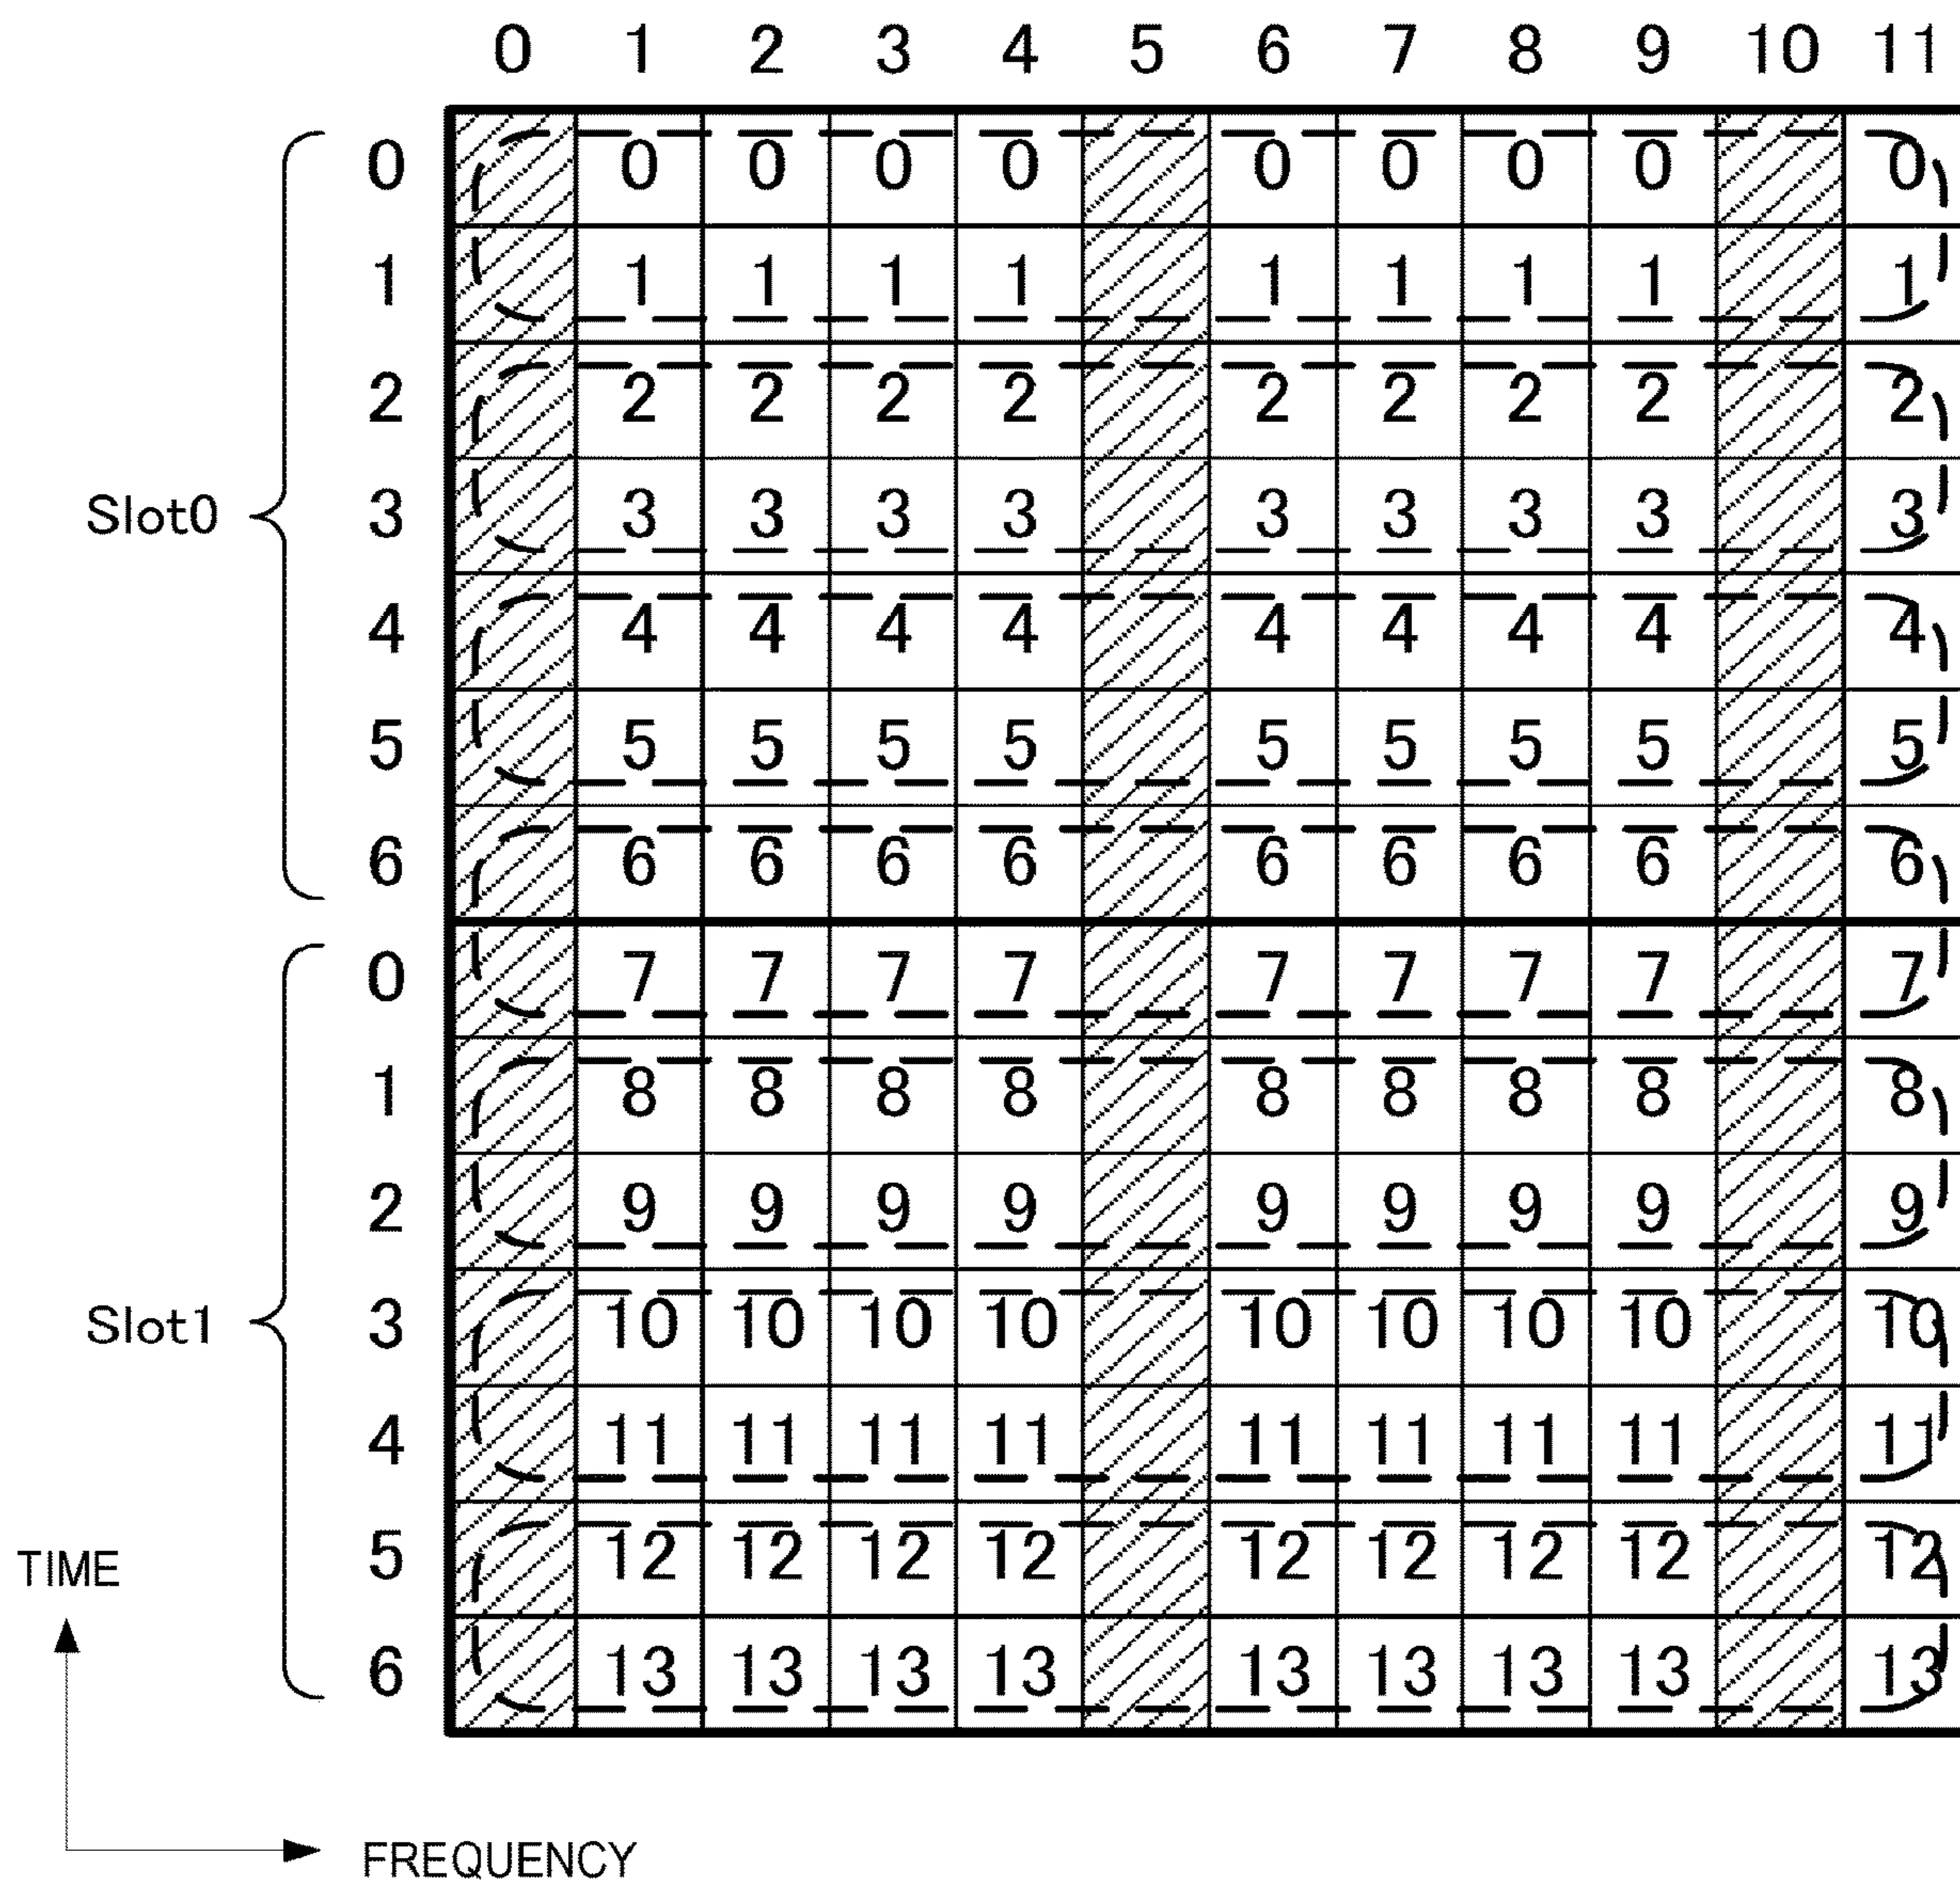 0 1 2 3 4 5 6 7 8 9 10 11
0 0 0 0 0 0 0 0 0 0
1 1 1 1 1 1 1 1 1 1
2 2 2 2 2 2 2 2 2 2
Slot0 3 3 3 3 3 3 3 3 3 3
4 4 4 4 4 4 4 4 4 4
5 5 5 5 5 5 5 5 5 5
6 6 6 6 6 6 6 6 6 6
0 7 7 7 7 7 7 7 7 7
1 8 8 8 8 8 8 8 8 8
2 9 9 9 9 9 9 9 9 9
Slot1 3 10 10 10 10 10 10 10 10 10
4 11 11 11 11 11 11 11 11 11
5 12 12 12 12 12 12 12 12 12
TIME
6 13 13 13 13 13 13 13 13 13
FREQUENCY